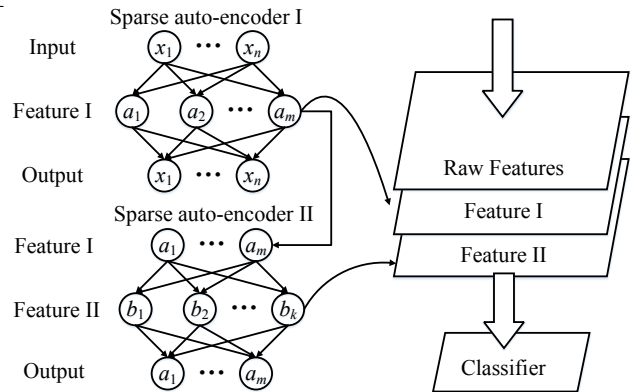 Sparse auto-encoder I
Input x1 ··· xn
Feature I a1 a2 ··· am
Output x1 ··· xn
Sparse auto-encoder II
Feature I a1 ··· am
Feature II b1 b2 ··· bk
Output a1 ··· am
Raw Features
Feature I
Feature II
Classifier